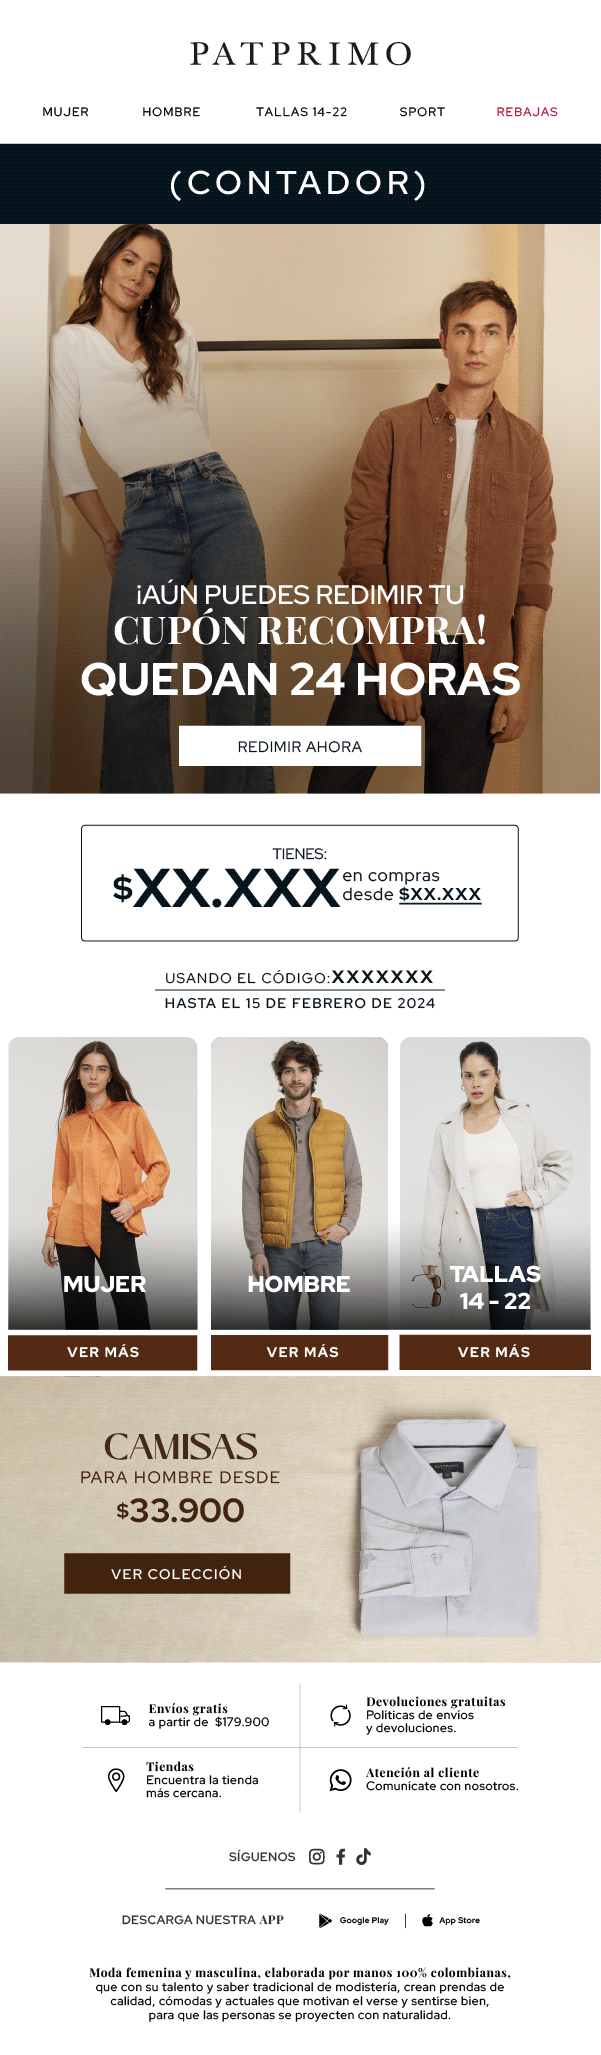 PATPRIMO
MUJER HOMBRE TALLAS 14-22 SPORT REBAJAS
(CONTADOR)
¡AÚN PUEDES REDIMIR TU
CUPÓN RECOMPRA!
QUEDAN 24 HORAS
REDIMIR AHORA
TIENES:
$XX.XXX en compras
desde $XX.XXX
USANDO EL CÓDIGO:XXXXXXX
HASTA EL 15 DE FEBRERO DE 2024
MUJER
VER MÁS
HOMBRE
VER MÁS
TALLAS
14 - 22
VER MÁS
CAMISAS
PARA HOMBRE DESDE
$33.900
VER COLECCIÓN
PATPRIMO
Envíos gratis
a partir de $179.900
Devoluciones gratuitas
Políticas de envios
y devoluciones.
Tiendas
Encuentra la tienda
más cercana.
Atención al cliente
Comunícate con nosotros.
SÍGUENOS
DESCARGA NUESTRA APP Google Play | App Store
Moda femenina y masculina, elaborada por manos 100% colombianas,
que con su talento y saber tradicional de modistería, crean prendas de
calidad, cómodas y actuales que motivan el verse y sentirse bien,
para que las personas se proyecten con naturalidad.